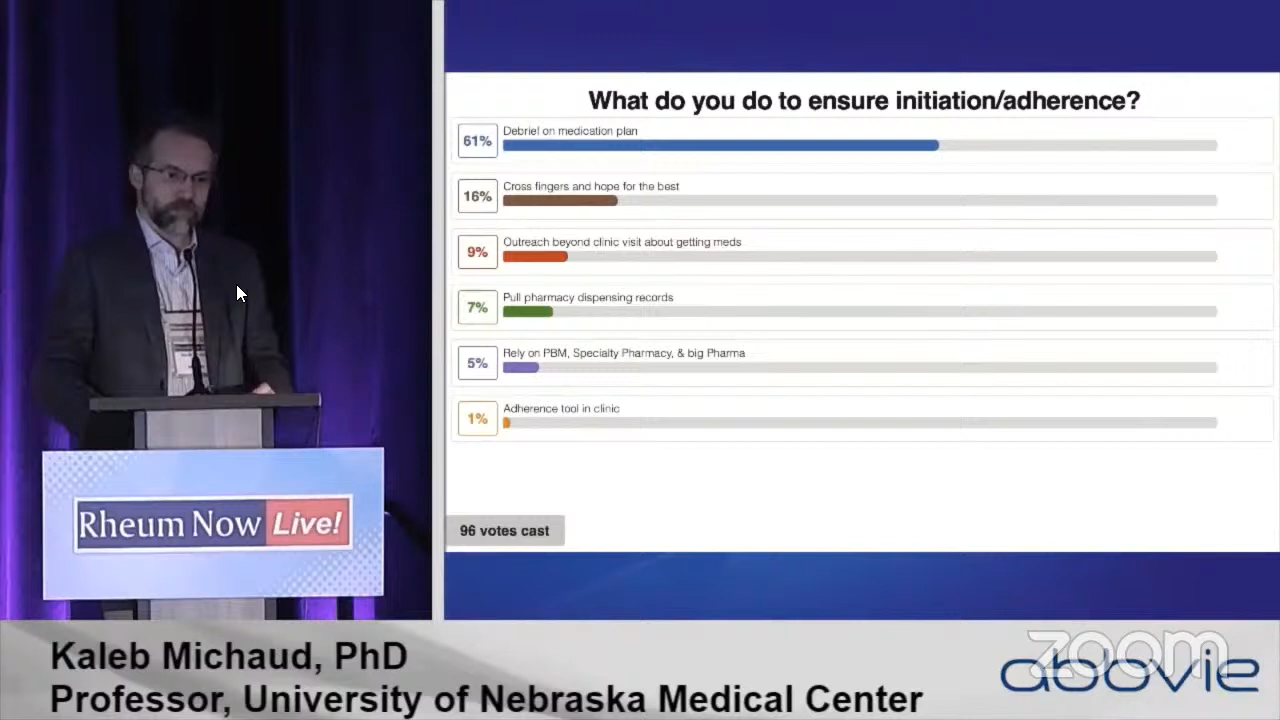 What do you do to ensure initiation/adherence?
61%
Debriel on medication plan
16%
Cross fingers and hope for the best
9%
Outreach beyond clinic visit about getting meds
7%
Pull pharmacy dispensing records
5%
Rely on PBM, Specialty Pharmacy, & big Pharma
1%
Adherence tool in clinic
96 votes cast
Rheum Now Live!
Kaleb Michaud, PhD
Professor, University of Nebraska Medical Center
zoom
abbvie